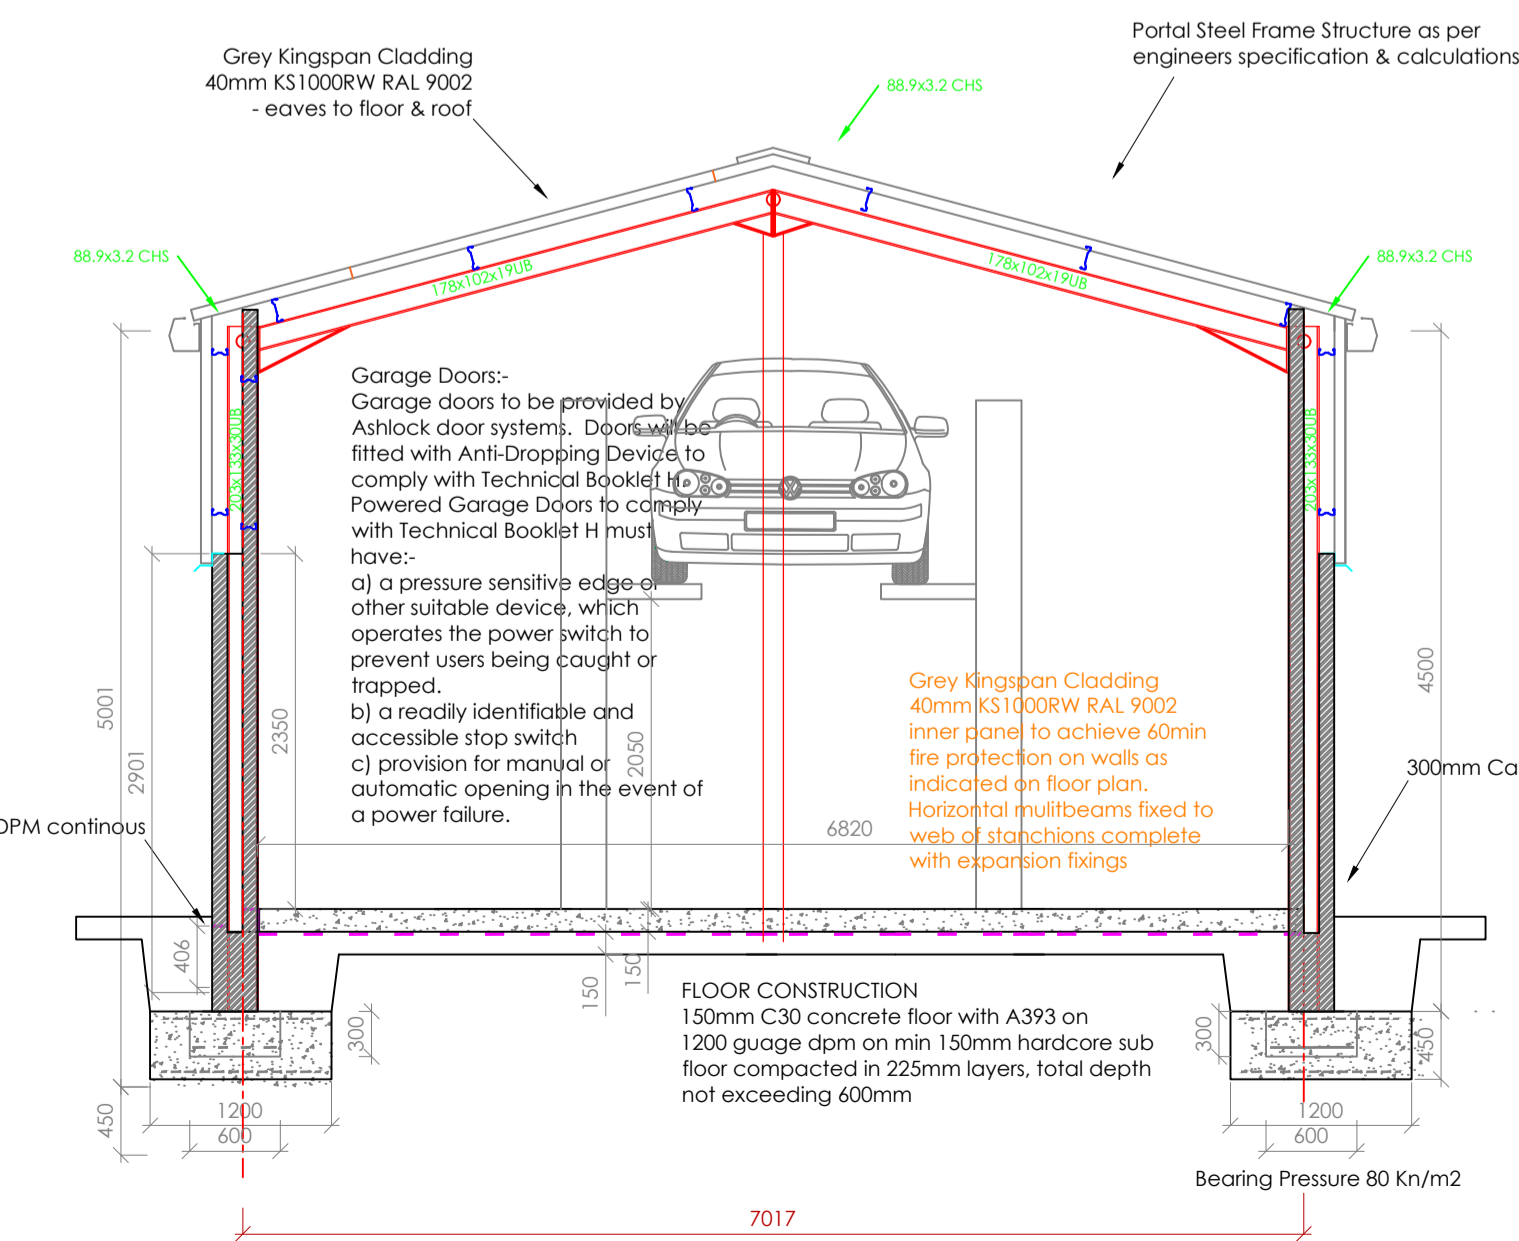 Portal Steel Frame Structure as per
engineers specification & calculations
Grey Kingspan Cladding
40mm KS1000RW RAL 9002
- eaves to floor & roof
88.9x3.2 CHS
88.9x3.2 CHS
88.9x3.2 CHS
178x102x19UB
178x102x19UB
203x133x30UB
203x133x30UB
Garage Doors:-
Garage doors to be provided by
Ashlock door systems. Doors will be
fitted with Anti-Dropping Device to
comply with Technical Booklet H.
Powered Garage Doors to comply
with Technical Booklet H must
have:-
a) a pressure sensitive edge or
other suitable device, which
operates the power switch to
prevent users being caught or
trapped.
b) a readily identifiable and
accessible stop switch
c) provision for manual or
automatic opening in the event of
a power failure.
Grey Kingspan Cladding
40mm KS1000RW RAL 9002
inner panel to achieve 60min
fire protection on walls as
indicated on floor plan.
Horizontal mulitbeams fixed to
web of stanchions complete
with expansion fixings
5001
2901
2350
2050
4500
300mm Ca
DPM continous
6820
406
150
150
FLOOR CONSTRUCTION
150mm C30 concrete floor with A393 on
1200 guage dpm on min 150mm hardcore sub
floor compacted in 225mm layers, total depth
not exceeding 600mm
300
300
450
450
1200
600
1200
600
Bearing Pressure 80 Kn/m2
7017